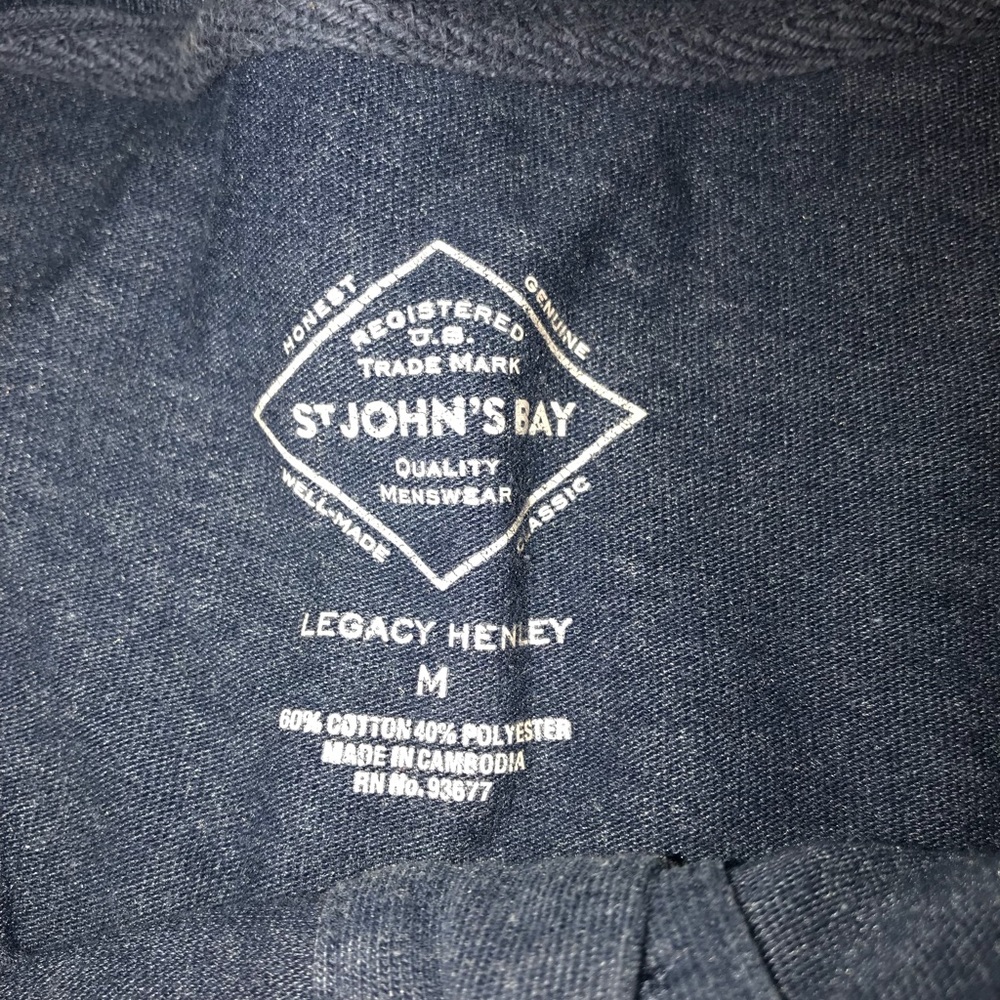 HONEST
GENUINE
REGISTERED
U.S.
TRADE MARK
ST JOHN'S BAY
QUALITY
MENSWEAR
WELL-MADE
CLASSIC
LEGACY HENLEY
M
60% COTTON 40% POLYESTER
MADE IN CAMBODIA
RN No. 93677